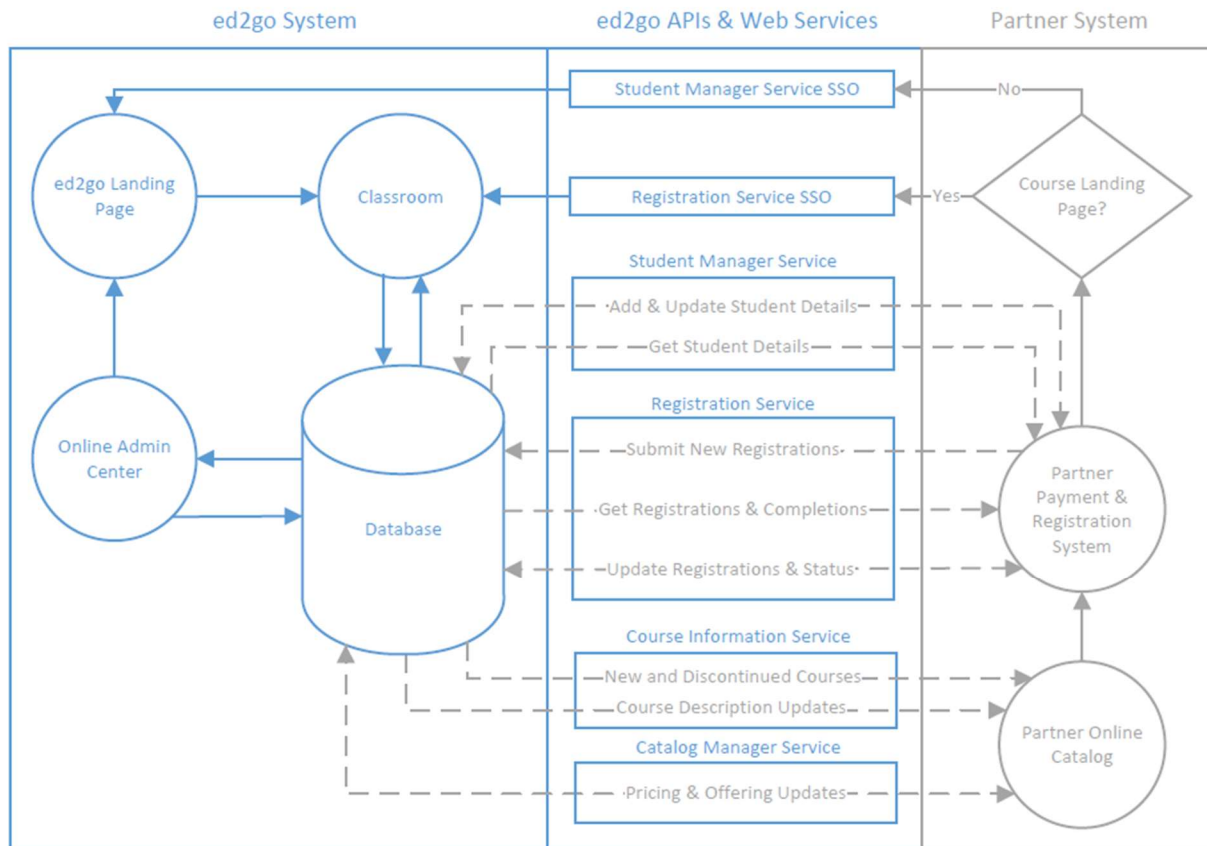 ed2go System
ed2go APIs & Web Services
Partner System
Student Manager Service SSO
No
ed2go Landing
Page
Classroom
Registration Service SSO
Yes
Course Landing
Page?
Student Manager Service
Add & Update Student Details
Get Student Details
Registration Service
Submit New Registrations
Online Admin
Center
Get Registrations & Completions
Partner
Payment &
Registration
System
Database
Update Registrations & Status
Course Information Service
New and Discontinued Courses
Course Description Updates
Partner Online
Catalog
Catalog Manager Service
Pricing & Offering Updates